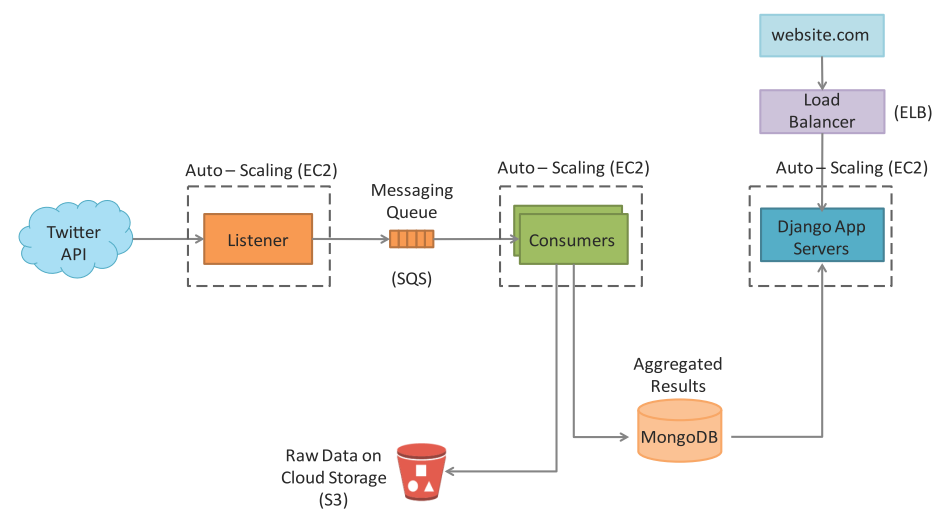 website.com
Load
Balancer
(ELB)
Auto – Scaling (EC2)
Auto – Scaling (EC2)
Auto – Scaling (EC2)
Messaging
Queue
Twitter
API
Listener
Consumers
Django App
Servers
(SQS)
Aggregated
Results
MongoDB
Raw Data on
Cloud Storage
(S3)